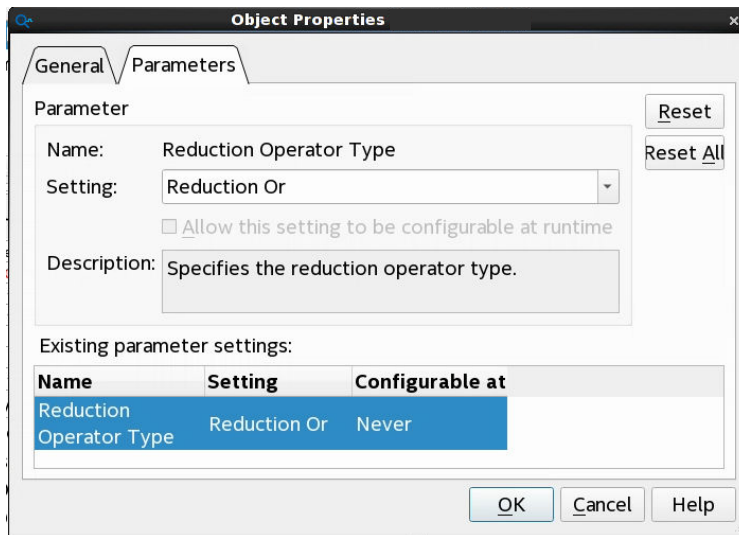 Object Properties
General Parameters
Parameter
Reset
Name: Reduction Operator Type
Reset All
Setting: Reduction Or
Allow this setting to be configurable at runtime
Description: Specifies the reduction operator type.
Existing parameter settings:
Name Setting Configurable at
Reduction
Operator Type Reduction Or Never
OK Cancel Help